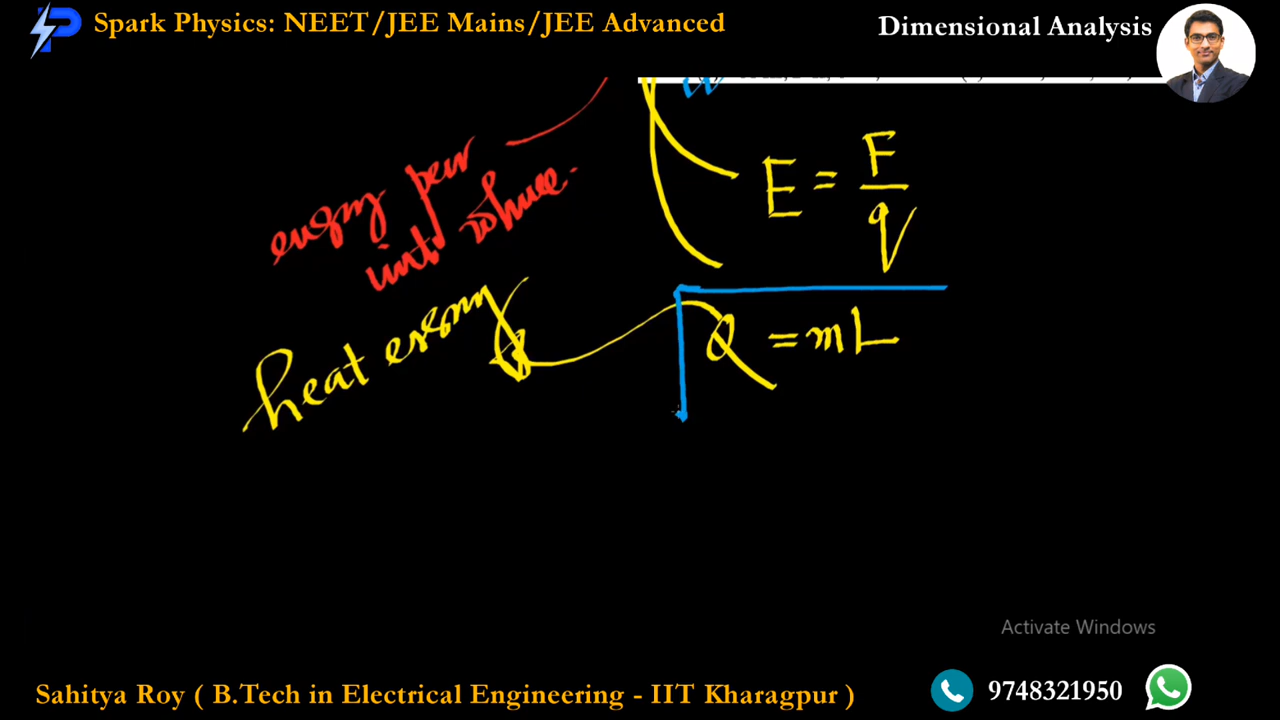 Spark Physics: NEET/JEE Mains/JEE Advanced
Dimensional Analysis
energy per
unit volume
E = F/q
heat energy
Q = mL
Activate Windows
Sahitya Roy ( B.Tech in Electrical Engineering - IIT Kharagpur )
9748321950